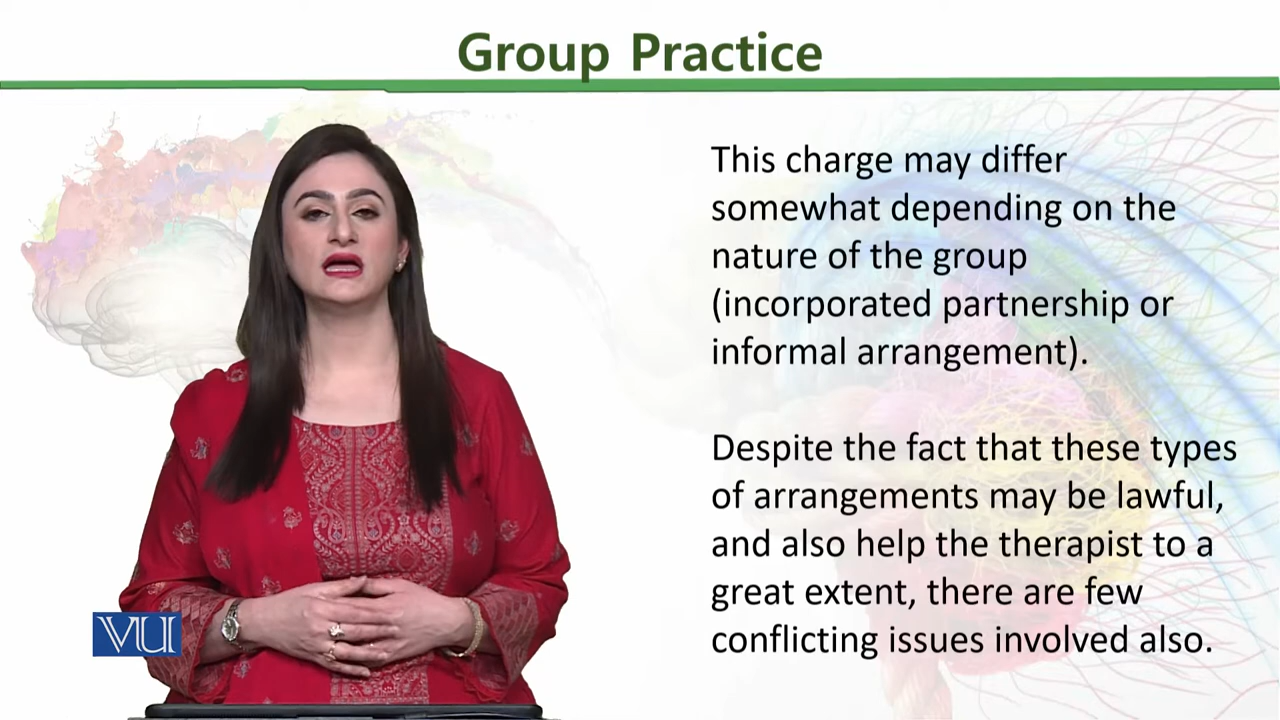 Group Practice
This charge may differ
somewhat depending on the
nature of the group
(incorporated partnership or
informal arrangement).
Despite the fact that these types
of arrangements may be lawful,
and also help the therapist to a
great extent, there are few
conflicting issues involved also.
VU